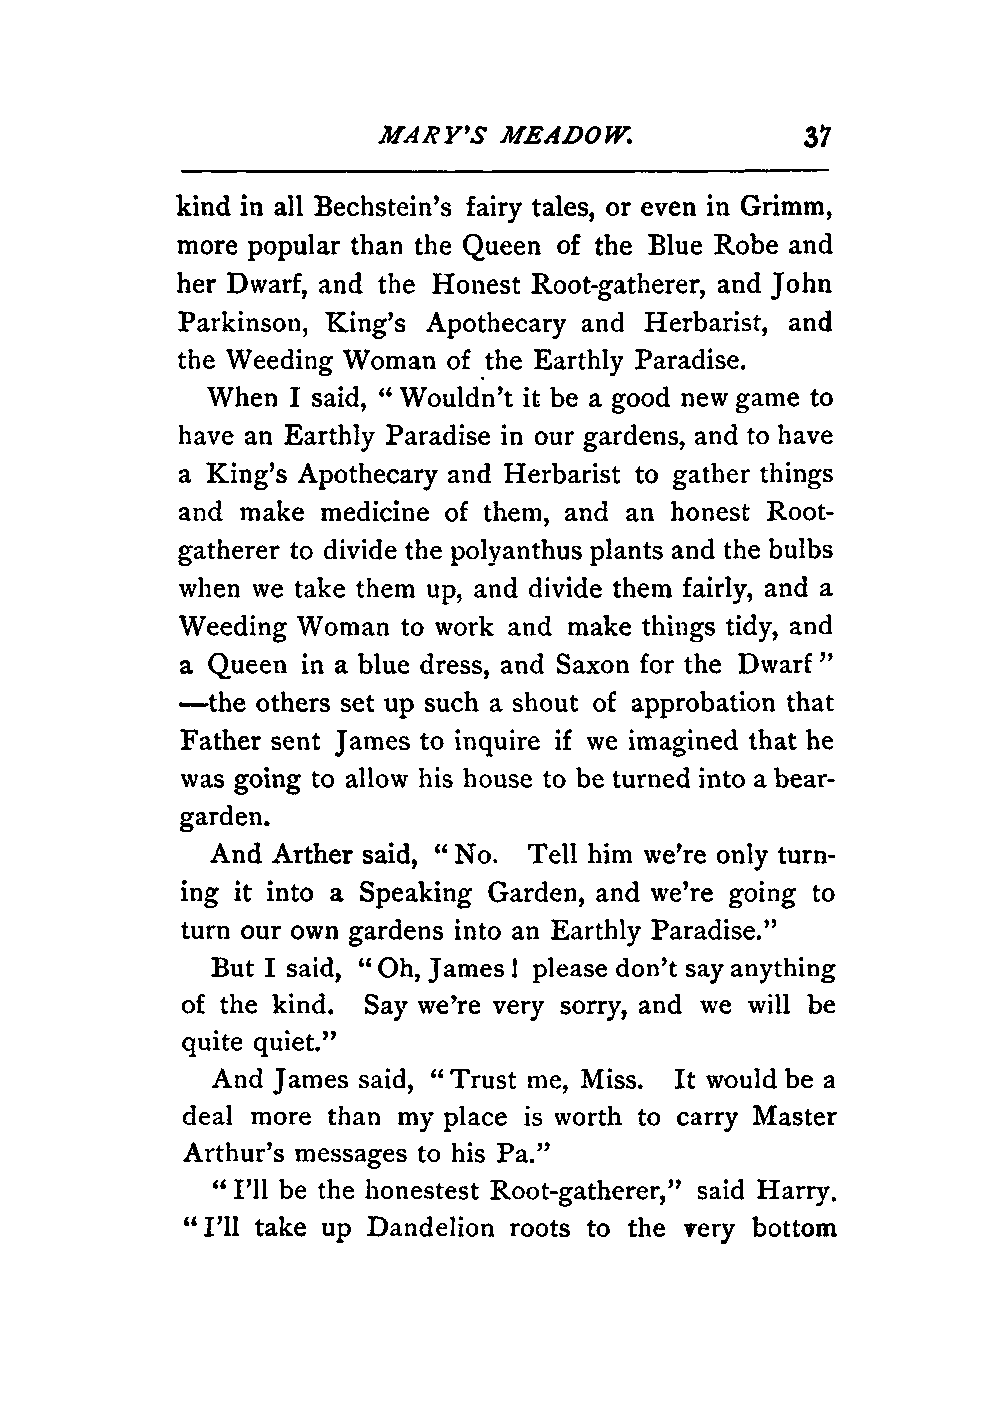 MARY'S MEADOW. 37
kind in all Bechstein's fairy tales, or even in Grimm,
more popular than the Queen of the Blue Robe and
her Dwarf, and the Honest Root-gatherer, and John
Parkinson, King's Apothecary and Herbarist, and
the Weeding Woman of the Earthly Paradise.
When I said, “Wouldn't it be a good new game to
have an Earthly Paradise in our gardens, and to have
a King's Apothecary and Herbarist to gather things
and make medicine of them, and an honest Root-
gatherer to divide the polyanthus plants and the bulbs
when we take them up, and divide them fairly, and a
Weeding Woman to work and make things tidy, and
a Queen in a blue dress, and Saxon for the Dwarf”
—the others set up such a shout of approbation that
Father sent James to inquire if we imagined that he
was going to allow his house to be turned into a bear-
garden.
And Arther said, “No. Tell him we're only turn-
ing it into a Speaking Garden, and we're going to
turn our own gardens into an Earthly Paradise.”
But I said, “Oh, James! please don't say anything
of the kind. Say we're very sorry, and we will be
quite quiet.”
And James said, “Trust me, Miss. It would be a
deal more than my place is worth to carry Master
Arthur's messages to his Pa.”
“I'll be the honestest Root-gatherer,” said Harry.
“I'll take up Dandelion roots to the very bottom